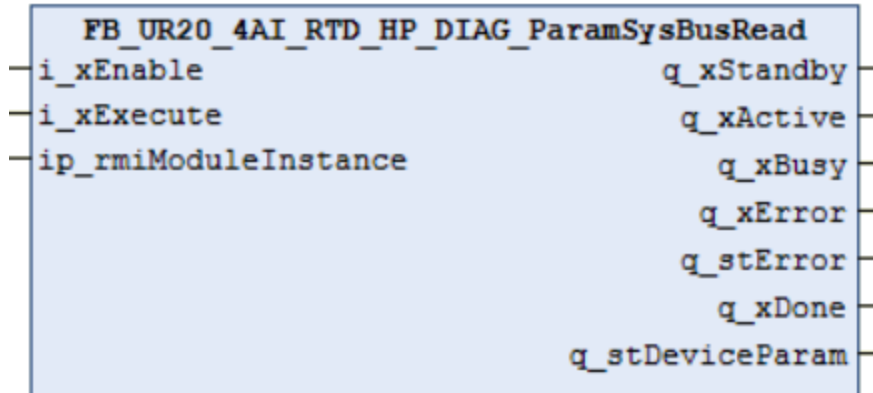 FB_UR20_4AI_RTD_HP_DIAG_ParamSysBusRead
i_xEnable q_xStandby
i_xExecute q_xActive
ip_rmiModuleInstance q_xBusy
q_xError
q_stError
q_xDone
q_stDeviceParam